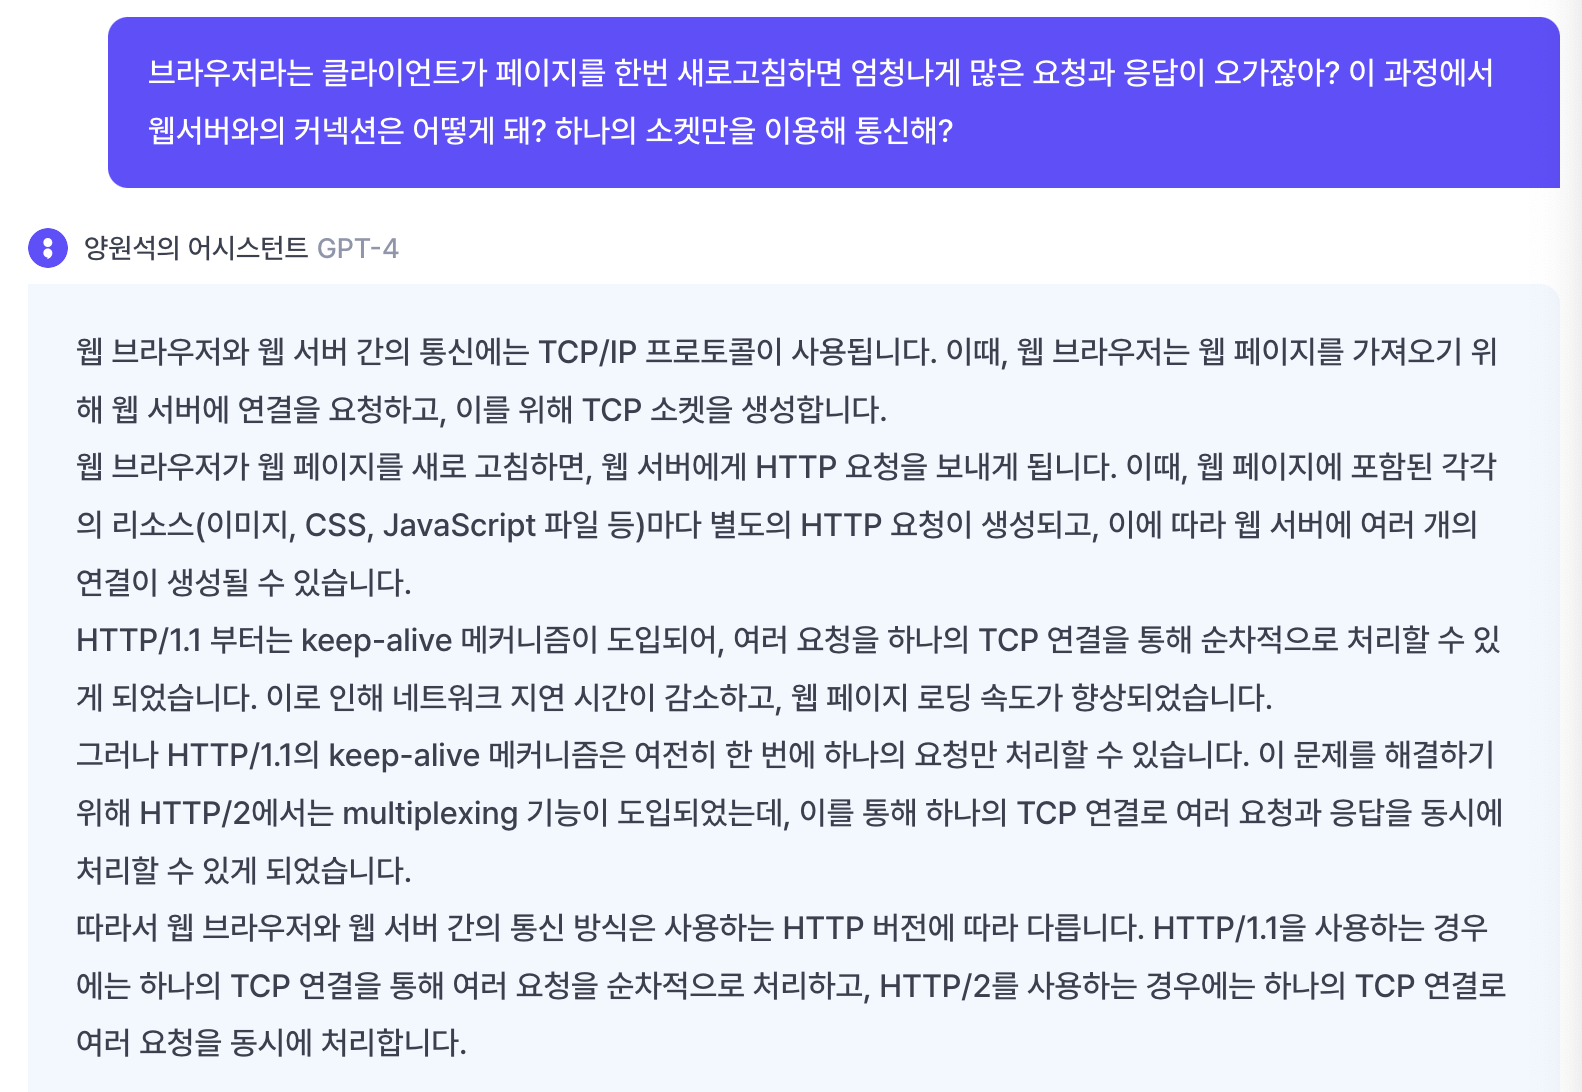 브라우저라는 클라이언트가 페이지를 한번 새로고침하면 엄청나게 많은 요청과 응답이 오가잖아? 이 과정에서
웹서버와의 커넥션은 어떻게 돼? 하나의 소켓만을 이용해 통신해?
양원석의 어시스턴트 GPT-4
웹 브라우저와 웹 서버 간의 통신에는 TCP/IP 프로토콜이 사용됩니다. 이때, 웹 브라우저는 웹 페이지를 가져오기 위
해 웹 서버에 연결을 요청하고, 이를 위해 TCP 소켓을 생성합니다.
웹 브라우저가 웹 페이지를 새로 고침하면, 웹 서버에게 HTTP 요청을 보내게 됩니다. 이때, 웹 페이지에 포함된 각각
의 리소스(이미지, CSS, JavaScript 파일 등)마다 별도의 HTTP 요청이 생성되고, 이에 따라 웹 서버에 여러 개의
연결이 생성될 수 있습니다.
HTTP/1.1 부터는 keep-alive 메커니즘이 도입되어, 여러 요청을 하나의 TCP 연결을 통해 순차적으로 처리할 수 있
게 되었습니다. 이로 인해 네트워크 지연 시간이 감소하고, 웹 페이지 로딩 속도가 향상되었습니다.
그러나 HTTP/1.1의 keep-alive 메커니즘은 여전히 한 번에 하나의 요청만 처리할 수 있습니다. 이 문제를 해결하기
위해 HTTP/2에서는 multiplexing 기능이 도입되었는데, 이를 통해 하나의 TCP 연결로 여러 요청과 응답을 동시에
처리할 수 있게 되었습니다.
따라서 웹 브라우저와 웹 서버 간의 통신 방식은 사용하는 HTTP 버전에 따라 다릅니다. HTTP/1.1을 사용하는 경우
에는 하나의 TCP 연결을 통해 여러 요청을 순차적으로 처리하고, HTTP/2를 사용하는 경우에는 하나의 TCP 연결로
여러 요청을 동시에 처리합니다.